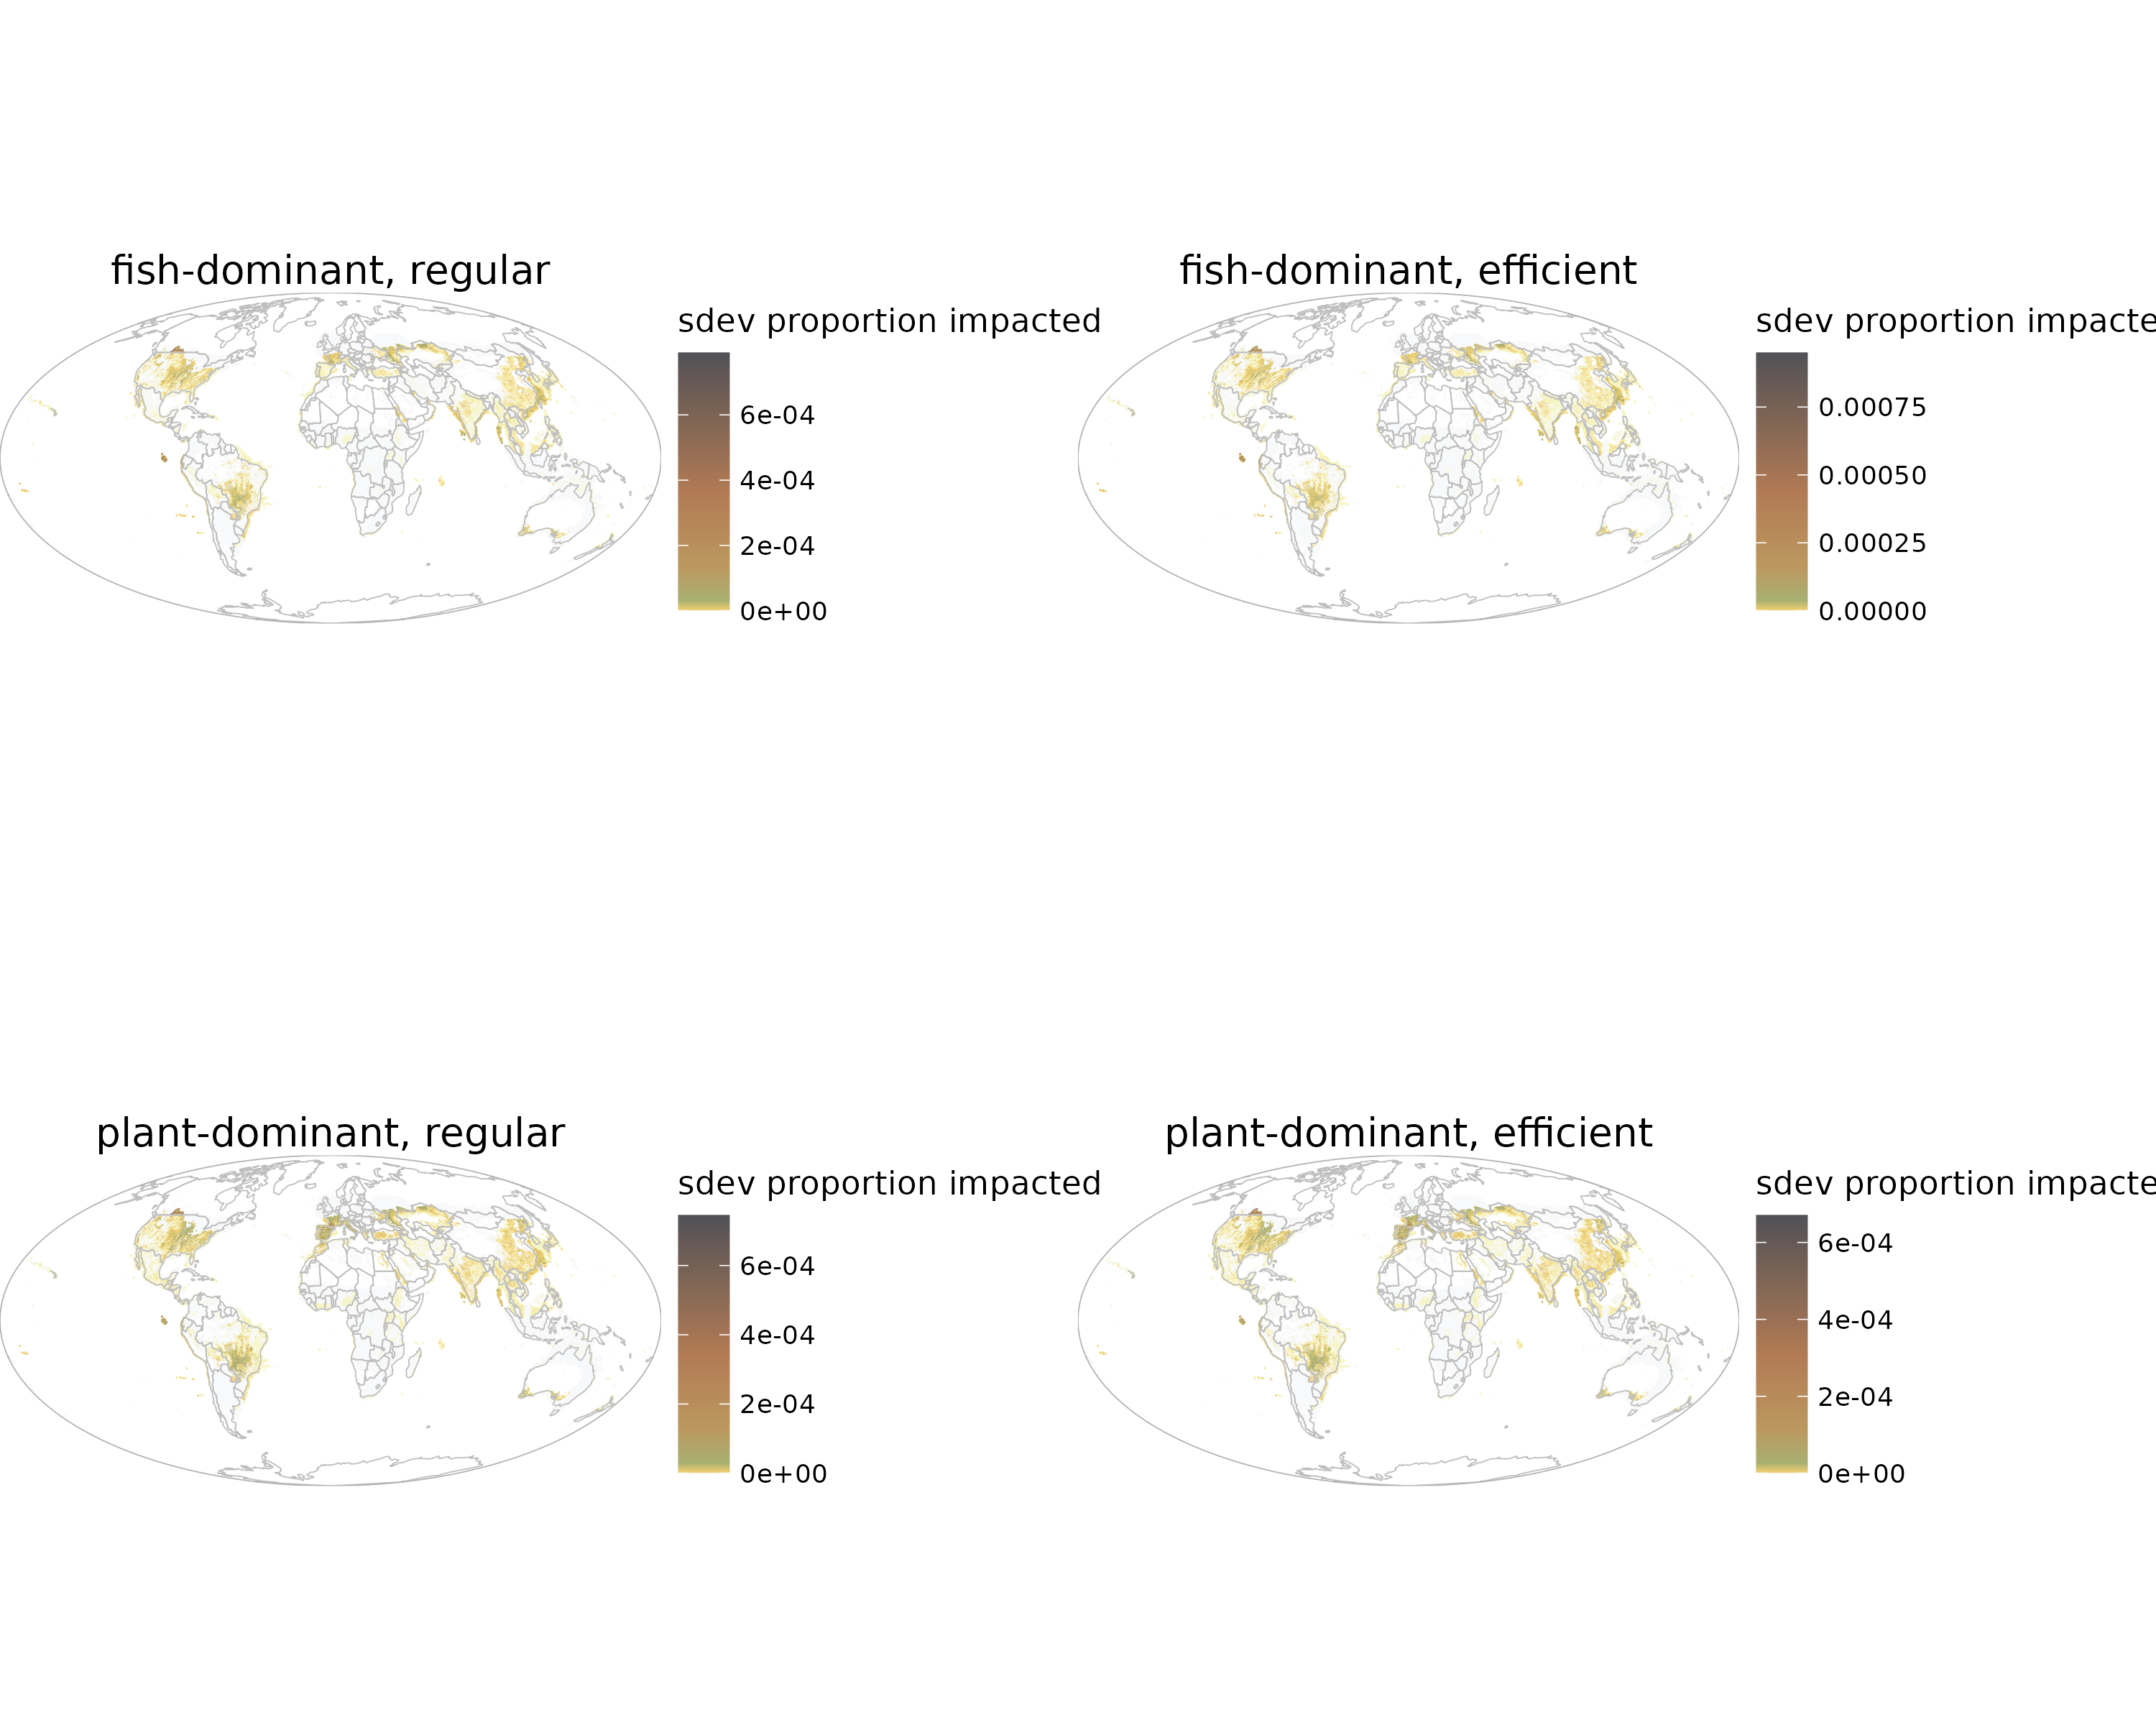 fish-dominant, regular
sdev proportion impacted
6e-04
4e-04
2e-04
0e+00
fish-dominant, efficient
sdev proportion impacte
0.00075
0.00050
0.00025
0.00000
plant-dominant, regular
sdev proportion impacted
6e-04
4e-04
2e-04
0e+00
plant-dominant, efficient
sdev proportion impacte
6e-04
4e-04
2e-04
0e+00